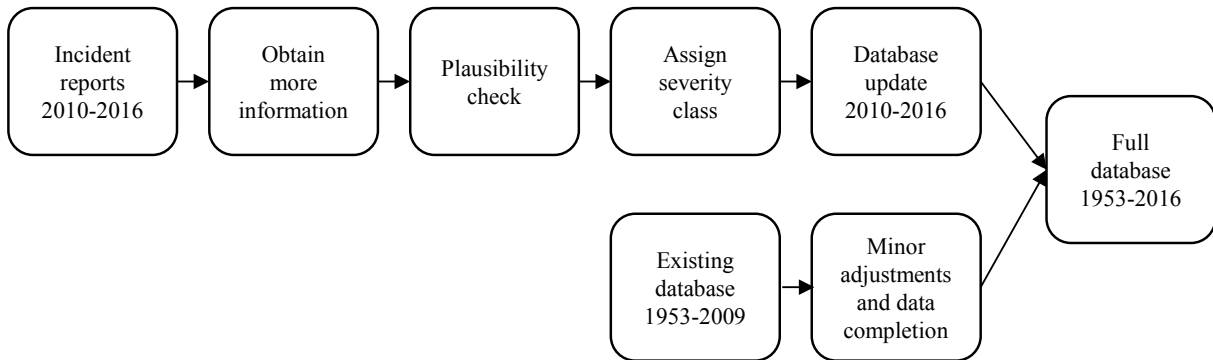 Incident
reports
2010-2016
Obtain
more
information
Plausibility
check
Assign
severity
class
Database
update
2010-2016
Full
database
1953-2016
Existing
database
1953-2009
Minor
adjustments
and data
completion